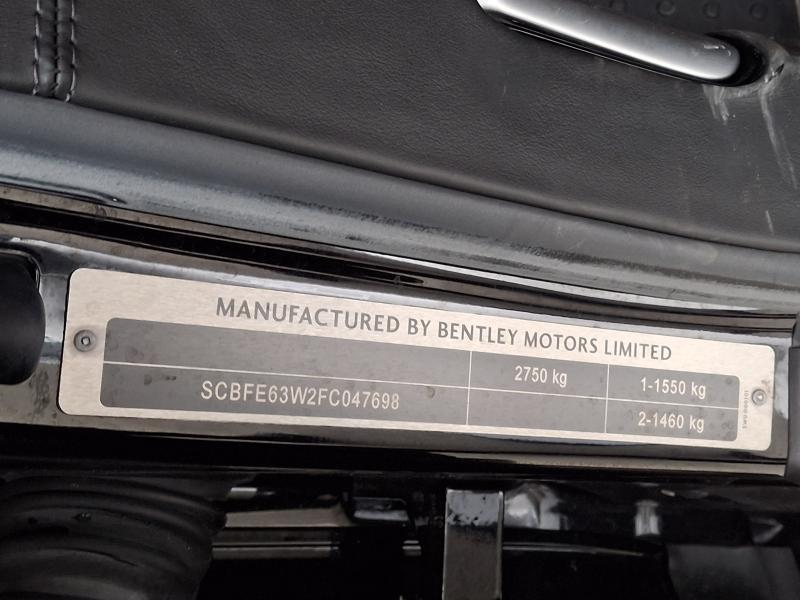 MANUFACTURED BY BENTLEY MOTORS LIMITED
2750 kg
1-1550 kg
SCBFE63W2FC047698
2-1460 kg